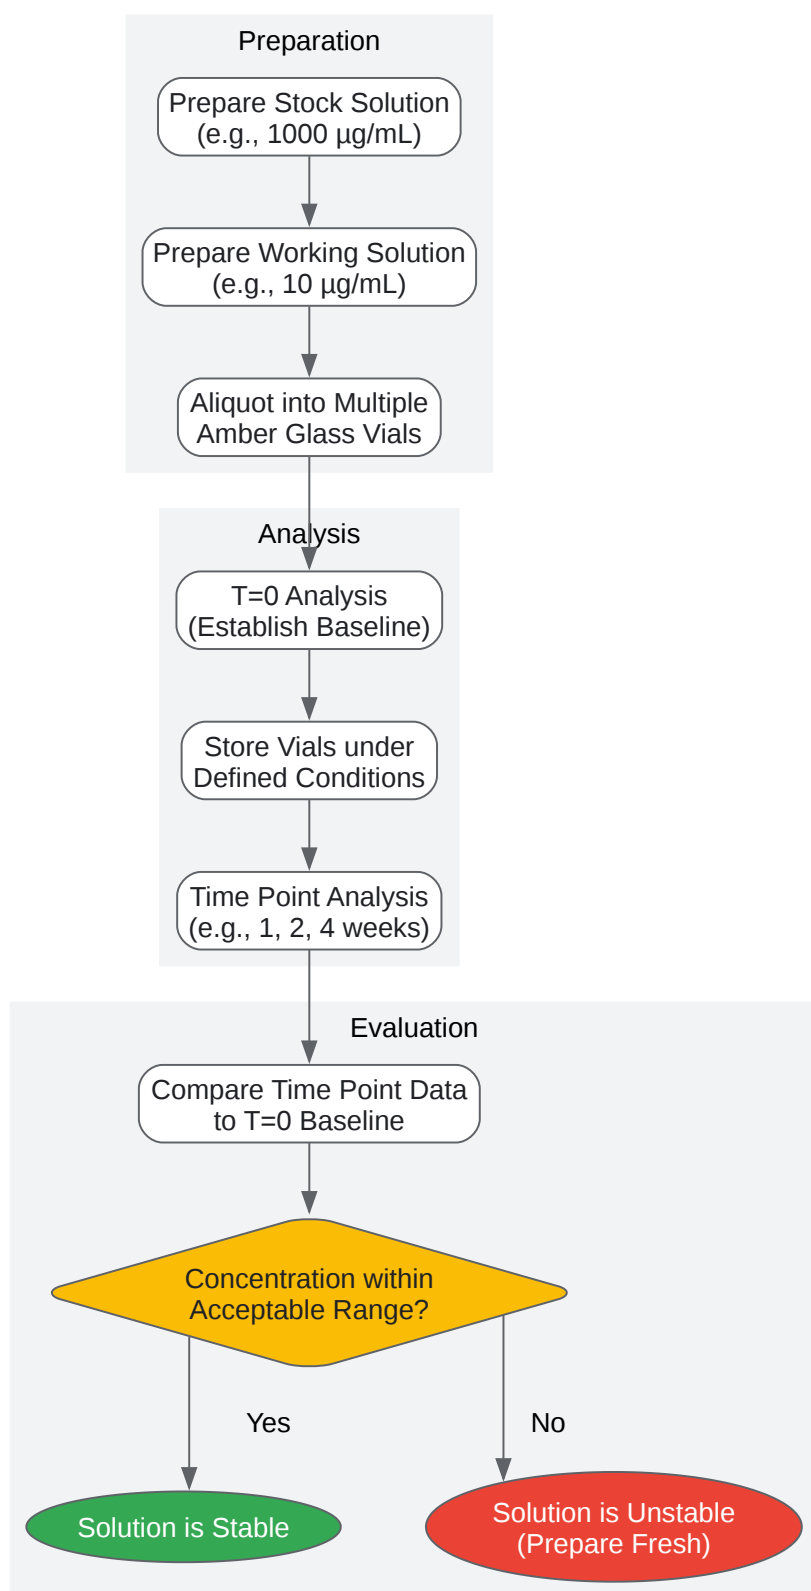 Preparation
Prepare Stock Solution
(e.g., 1000 µg/mL)
Prepare Working Solution
(e.g., 10 µg/mL)
Aliquot into Multiple
Amber Glass Vials
Analysis
T=0 Analysis
(Establish Baseline)
Store Vials under
Defined Conditions
Time Point Analysis
(e.g., 1, 2, 4 weeks)
Evaluation
Compare Time Point Data
to T=0 Baseline
Concentration within
Acceptable Range?
Yes
No
Solution is Stable
Solution is Unstable
(Prepare Fresh)